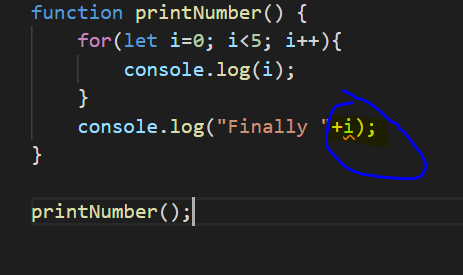 function printNumber() {
for(let i=0; i<5; i++){
console.log(i);
}
console.log("Finally "+i);
}
printNumber();